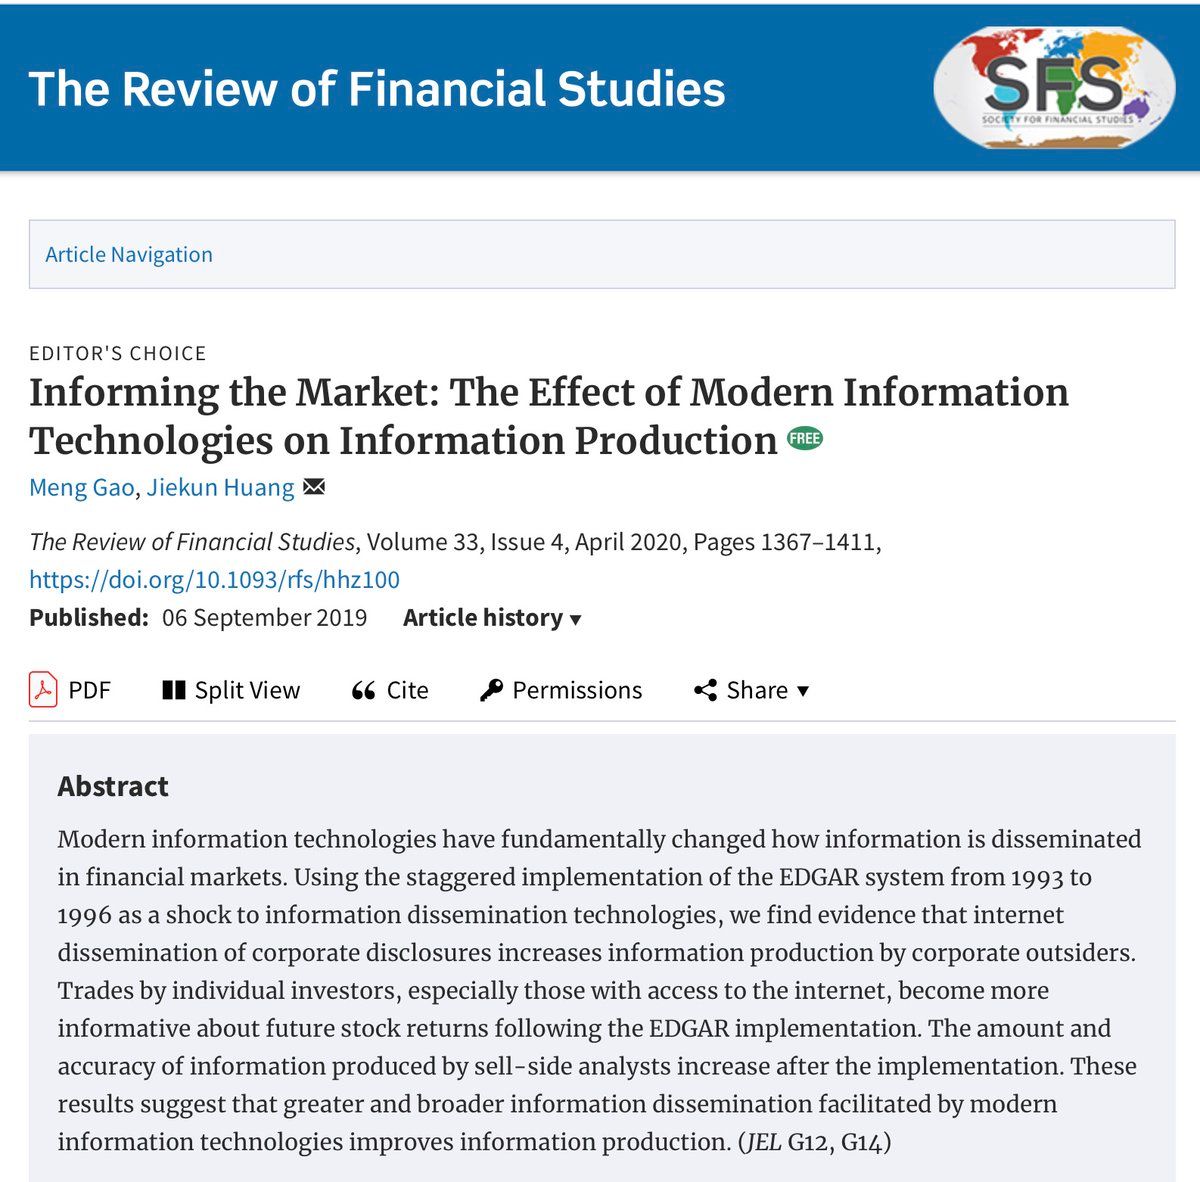 The Review of Financial Studies
SFS
SOCIETY FOR FINANCIAL STUDIES
Article Navigation
EDITOR'S CHOICE
Informing the Market: The Effect of Modern Information
Technologies on Information Production FREE
Meng Gao, Jiekun Huang
The Review of Financial Studies, Volume 33, Issue 4, April 2020, Pages 1367–1411,
https://doi.org/10.1093/rfs/hhz100
Published: 06 September 2019 Article history ▼
PDF Split View Cite Permissions Share ▼
Abstract
Modern information technologies have fundamentally changed how information is disseminated
in financial markets. Using the staggered implementation of the EDGAR system from 1993 to
1996 as a shock to information dissemination technologies, we find evidence that internet
dissemination of corporate disclosures increases information production by corporate outsiders.
Trades by individual investors, especially those with access to the internet, become more
informative about future stock returns following the EDGAR implementation. The amount and
accuracy of information produced by sell-side analysts increase after the implementation. These
results suggest that greater and broader information dissemination facilitated by modern
information technologies improves information production. (JEL G12, G14)